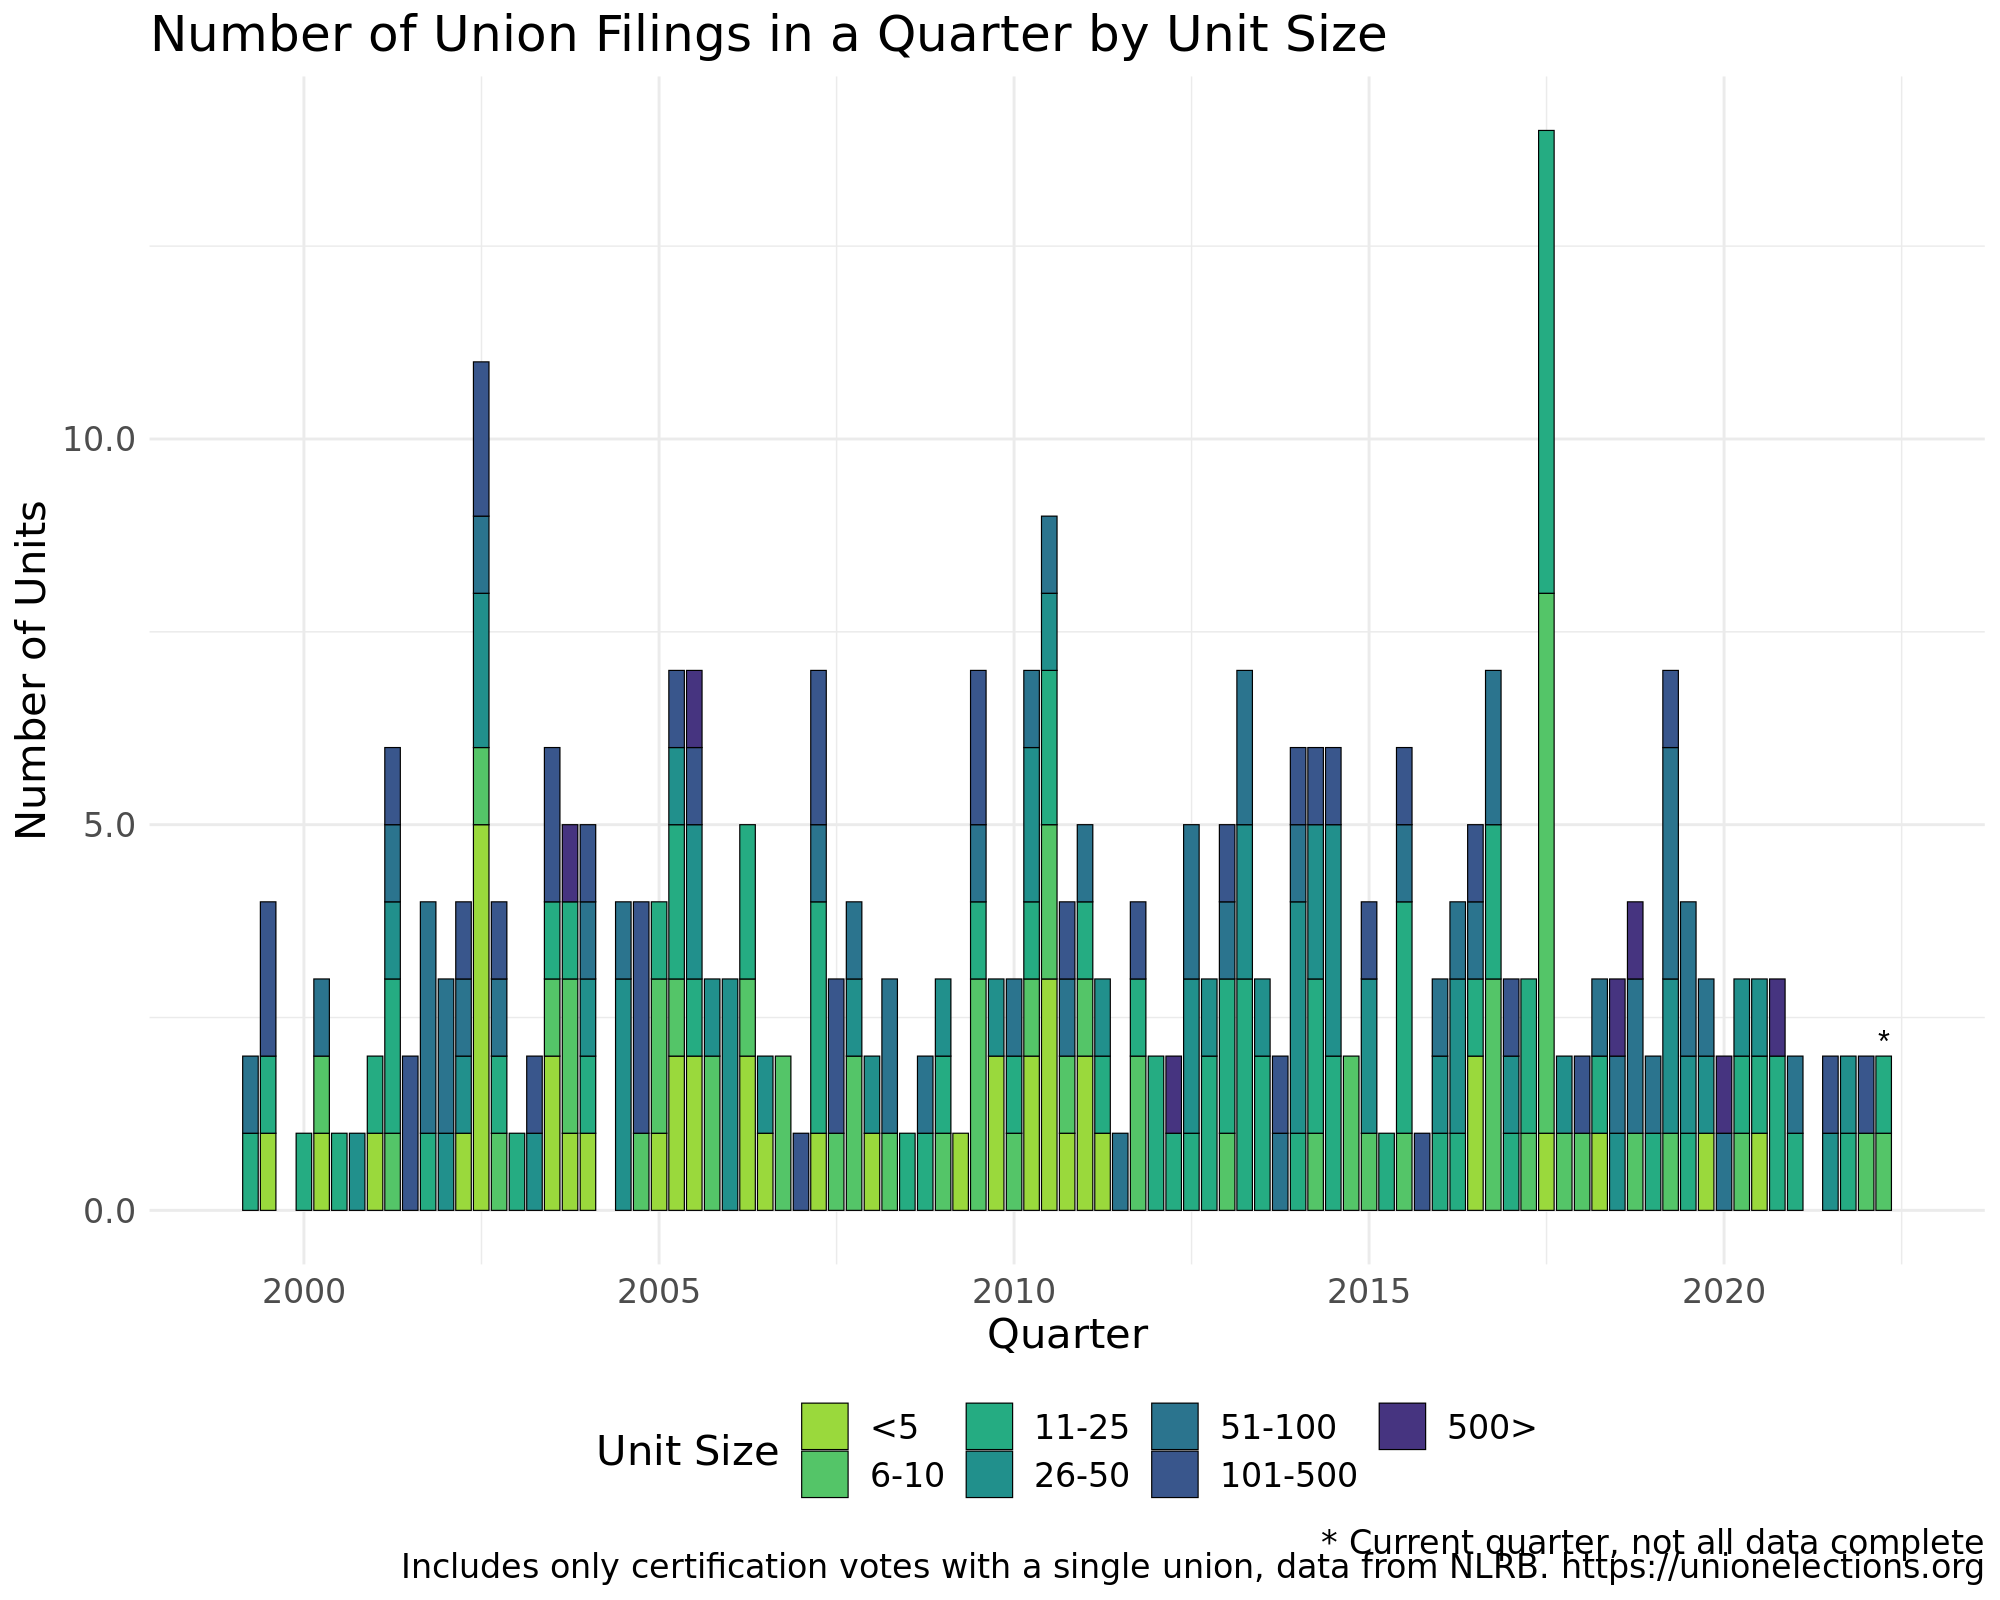 Number of Union Filings in a Quarter by Unit Size
Number of Units
10.0
5.0
0.0
*
2000 2005 2010 2015 2020
Quarter
Unit Size
<5 11-25 51-100 500>
6-10 26-50 101-500
* Current quarter, not all data complete
Includes only certification votes with a single union, data from NLRB. https://unionelections.org